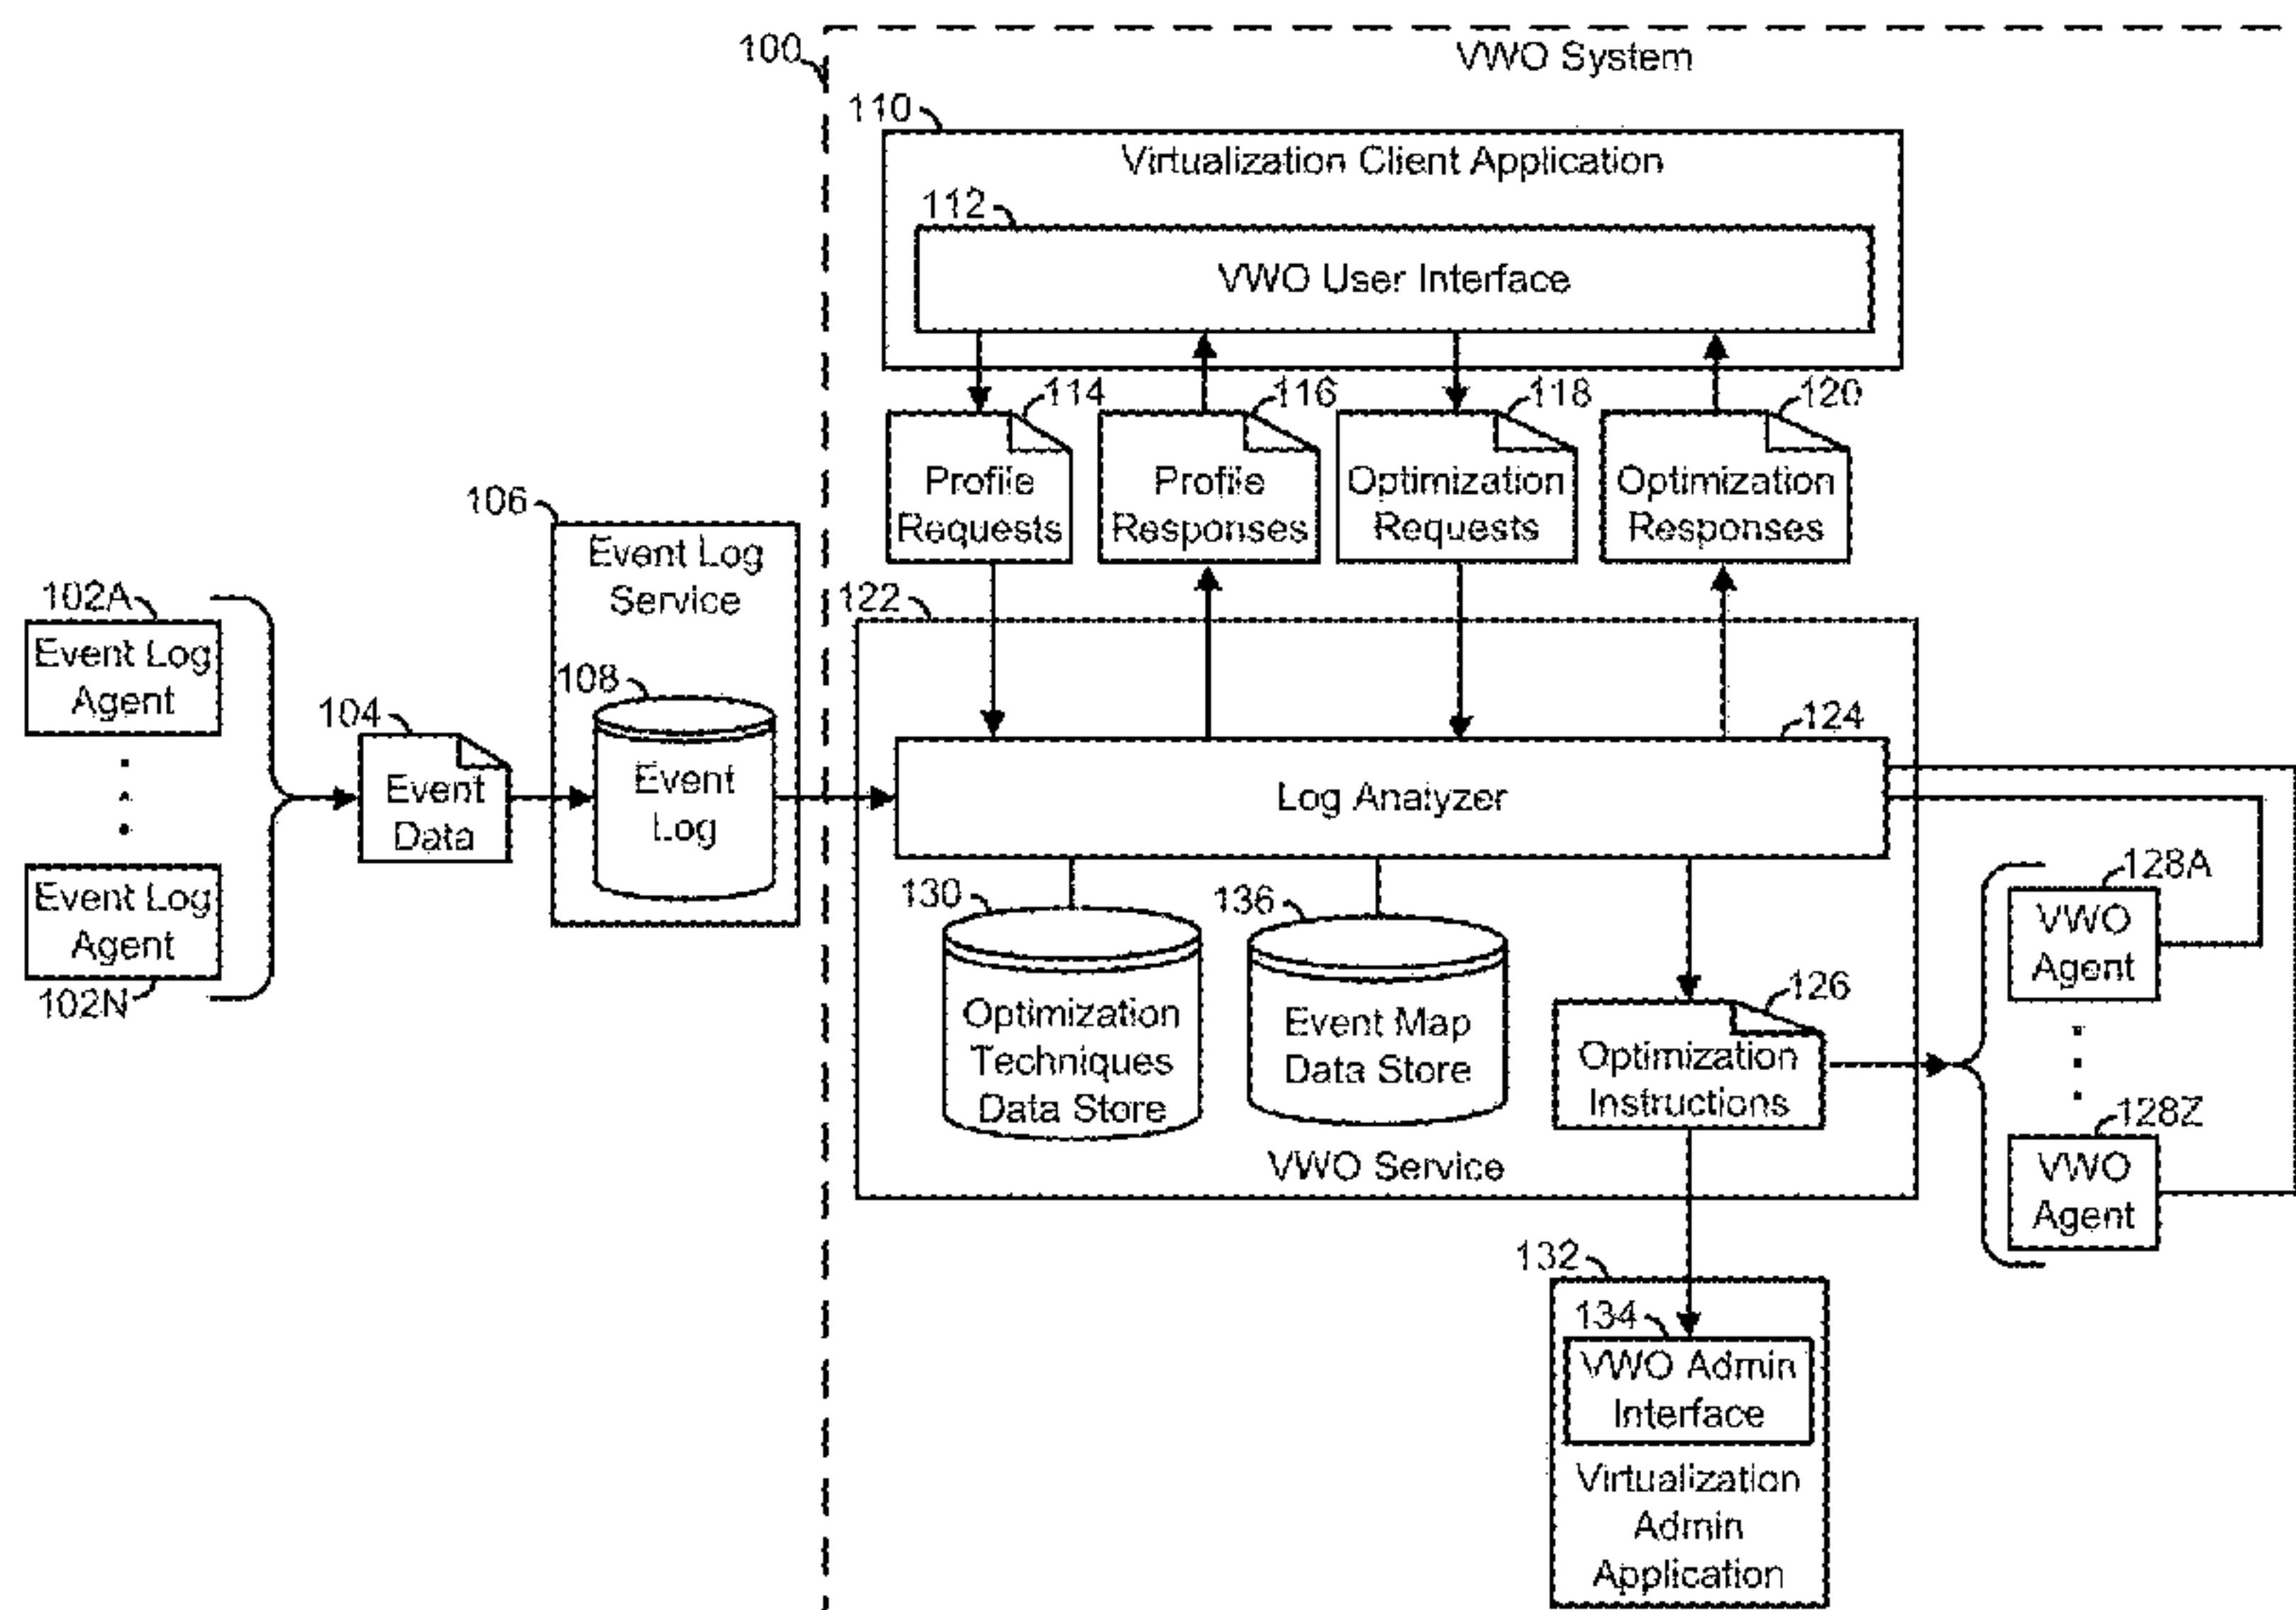 100
VWO System
110
Virtualization Client Application
112
VWO User Interface
114
116
118
120
Profile
Requests
Profile
Responses
Optimization
Requests
Optimization
Responses
106
Event Log
Service
102A
Event Log
Agent
108
104
Event
Data
Event
Log
Event Log
Agent
102N
122
124
Log Analyzer
130
Optimization
Techniques
Data Store
136
Event Map
Data Store
126
Optimization
Instructions
VWO Service
128A
VWO
Agent
128Z
VWO
Agent
132
134
VWO Admin
Interface
Virtualization
Admin
Application